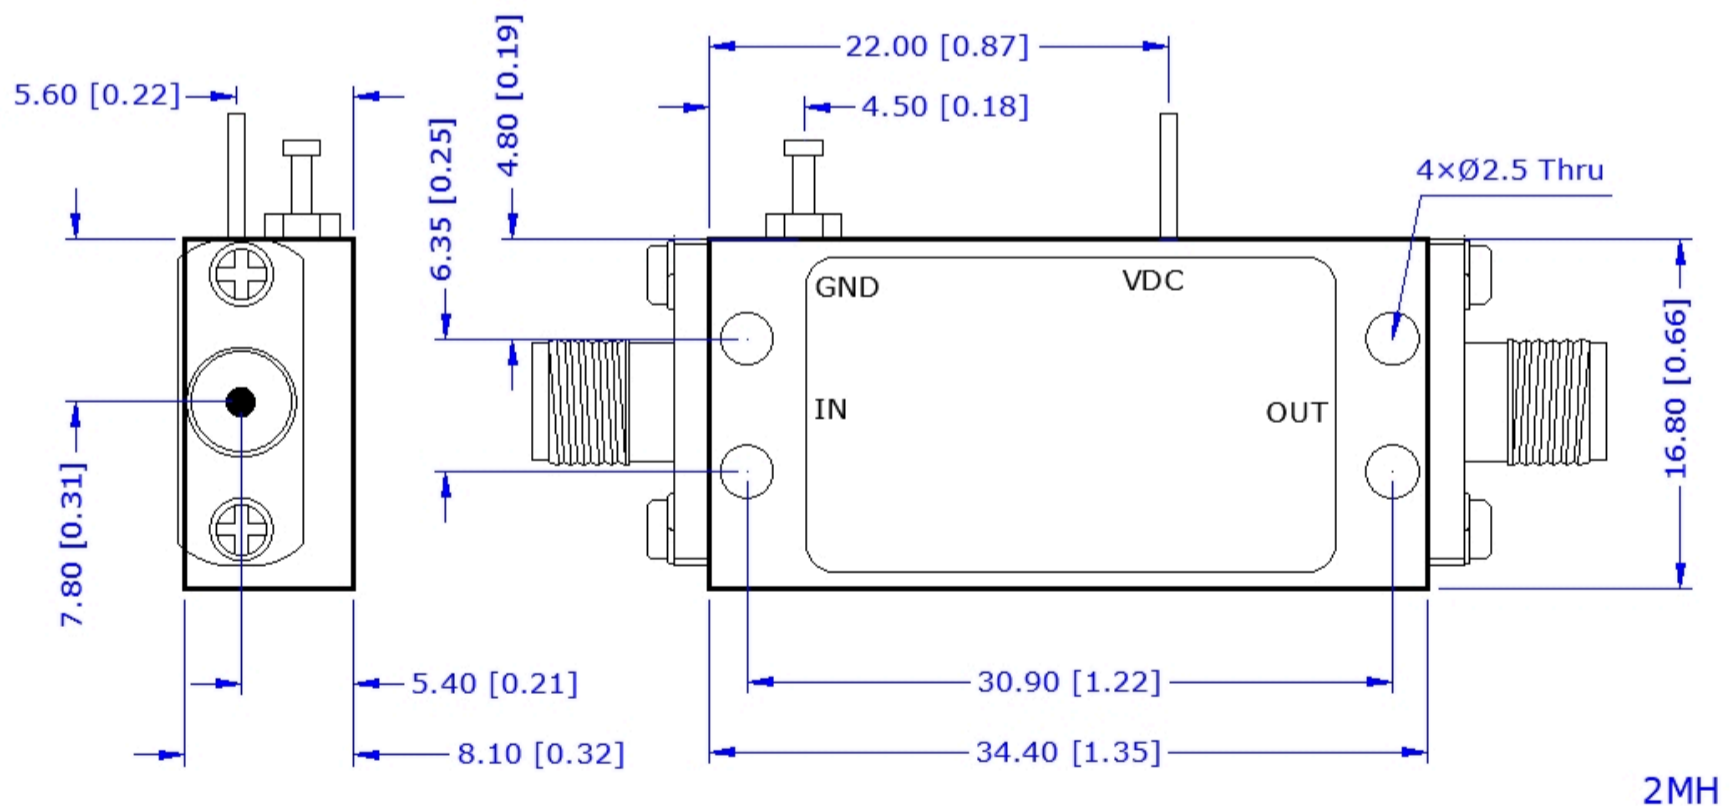 22.00 [0.87]
5.60 [0.22]
4.50 [0.18]
4.80 [0.19]
6.35 [0.25]
4×Ø2.5 Thru
GND
VDC
IN
OUT
16.80 [0.66]
7.80 [0.31]
5.40 [0.21]
30.90 [1.22]
8.10 [0.32]
34.40 [1.35]
2MH